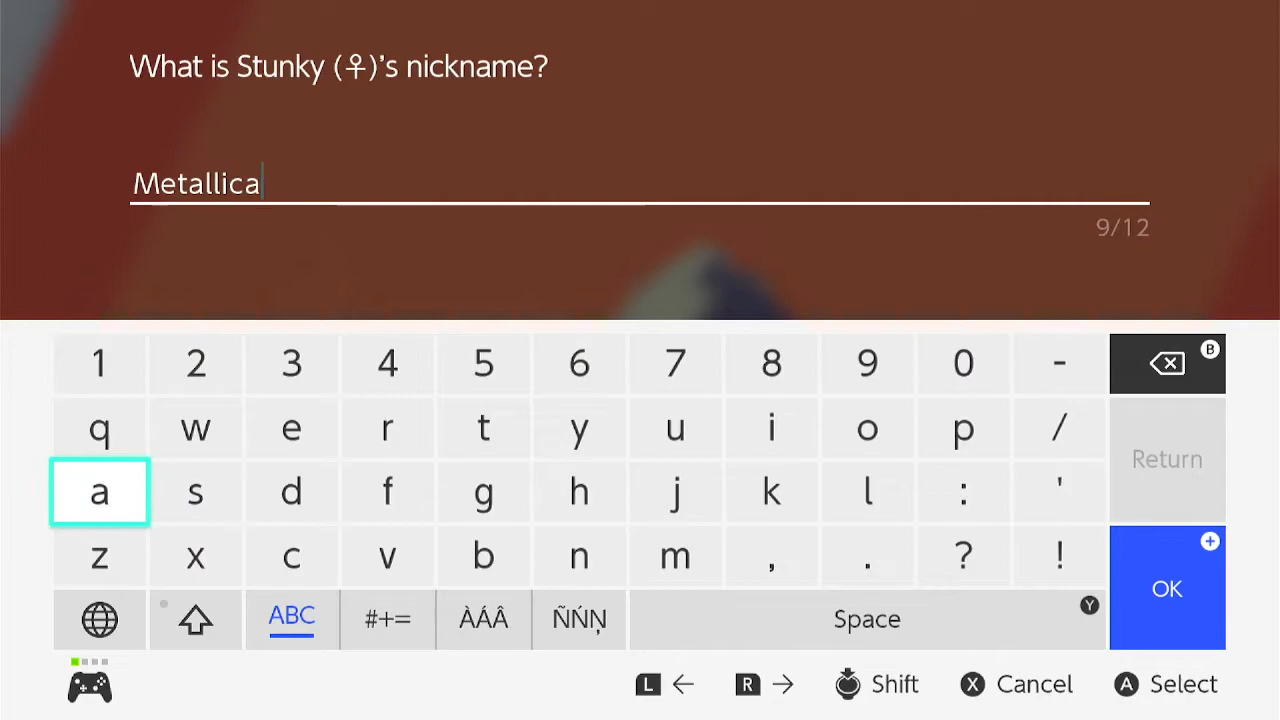 What is Stunky (♀)'s nickname?
Metallica
9/12
1 2 3 4 5 6 7 8 9 0 - B
q w e r t y u i o p /
Return
a s d f g h j k l : '
z x c v b n m , . ? ! +
OK
ABC #+= ÀÁÂ ÑŃŅ Space Y
L ← R → Shift X Cancel A Select